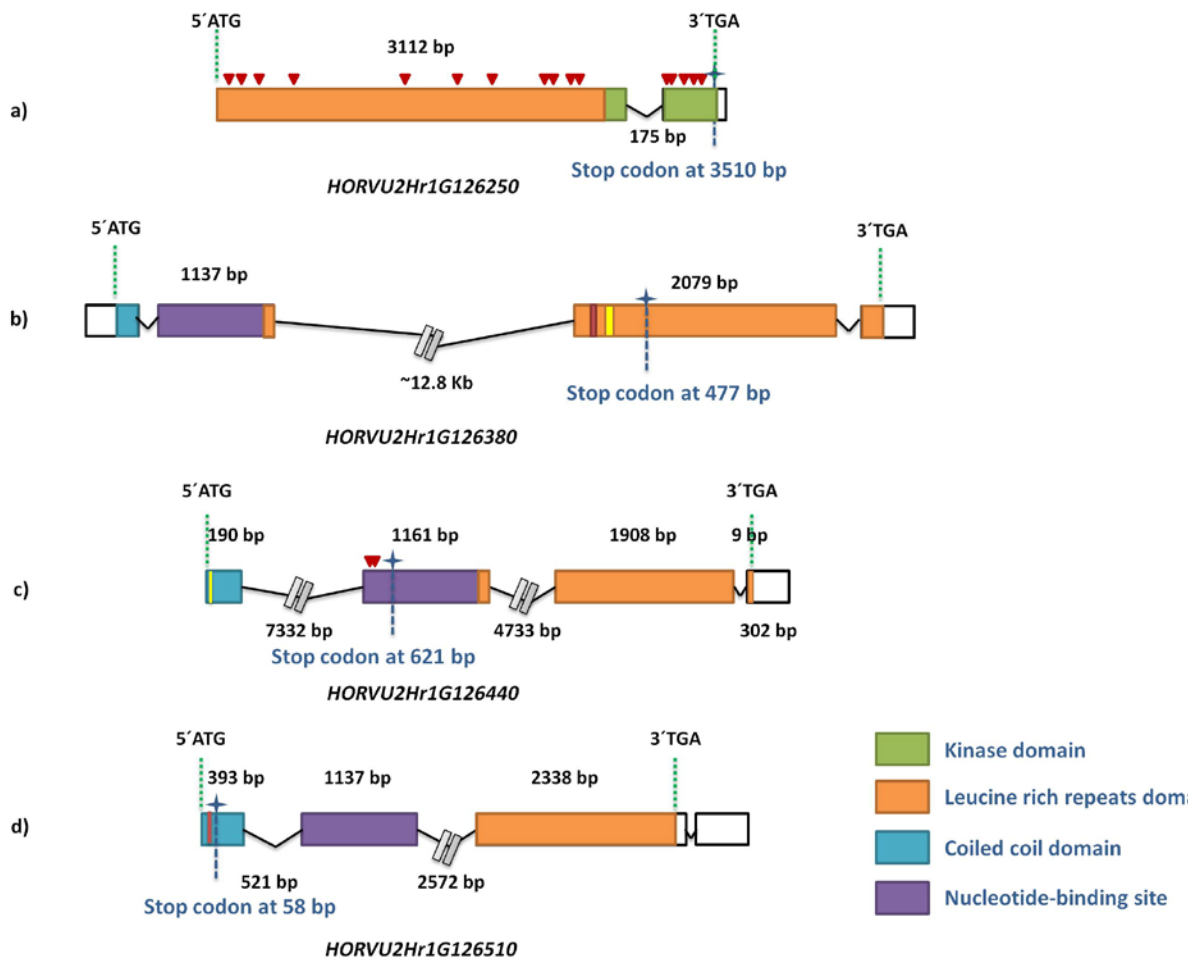 5´ATG
3´TGA
3112 bp
a)
175 bp
Stop codon at 3510 bp
HORVU2Hr1G126250
5´ATG
3´TGA
1137 bp
2079 bp
b)
~12.8 Kb
Stop codon at 477 bp
HORVU2Hr1G126380
5´ATG
3´TGA
190 bp
1161 bp
1908 bp
9 bp
c)
7332 bp
4733 bp
302 bp
Stop codon at 621 bp
HORVU2Hr1G126440
5´ATG
3´TGA
393 bp
1137 bp
2338 bp
d)
521 bp
2572 bp
Stop codon at 58 bp
HORVU2Hr1G126510
Kinase domain
Leucine rich repeats doma
Coiled coil domain
Nucleotide-binding site